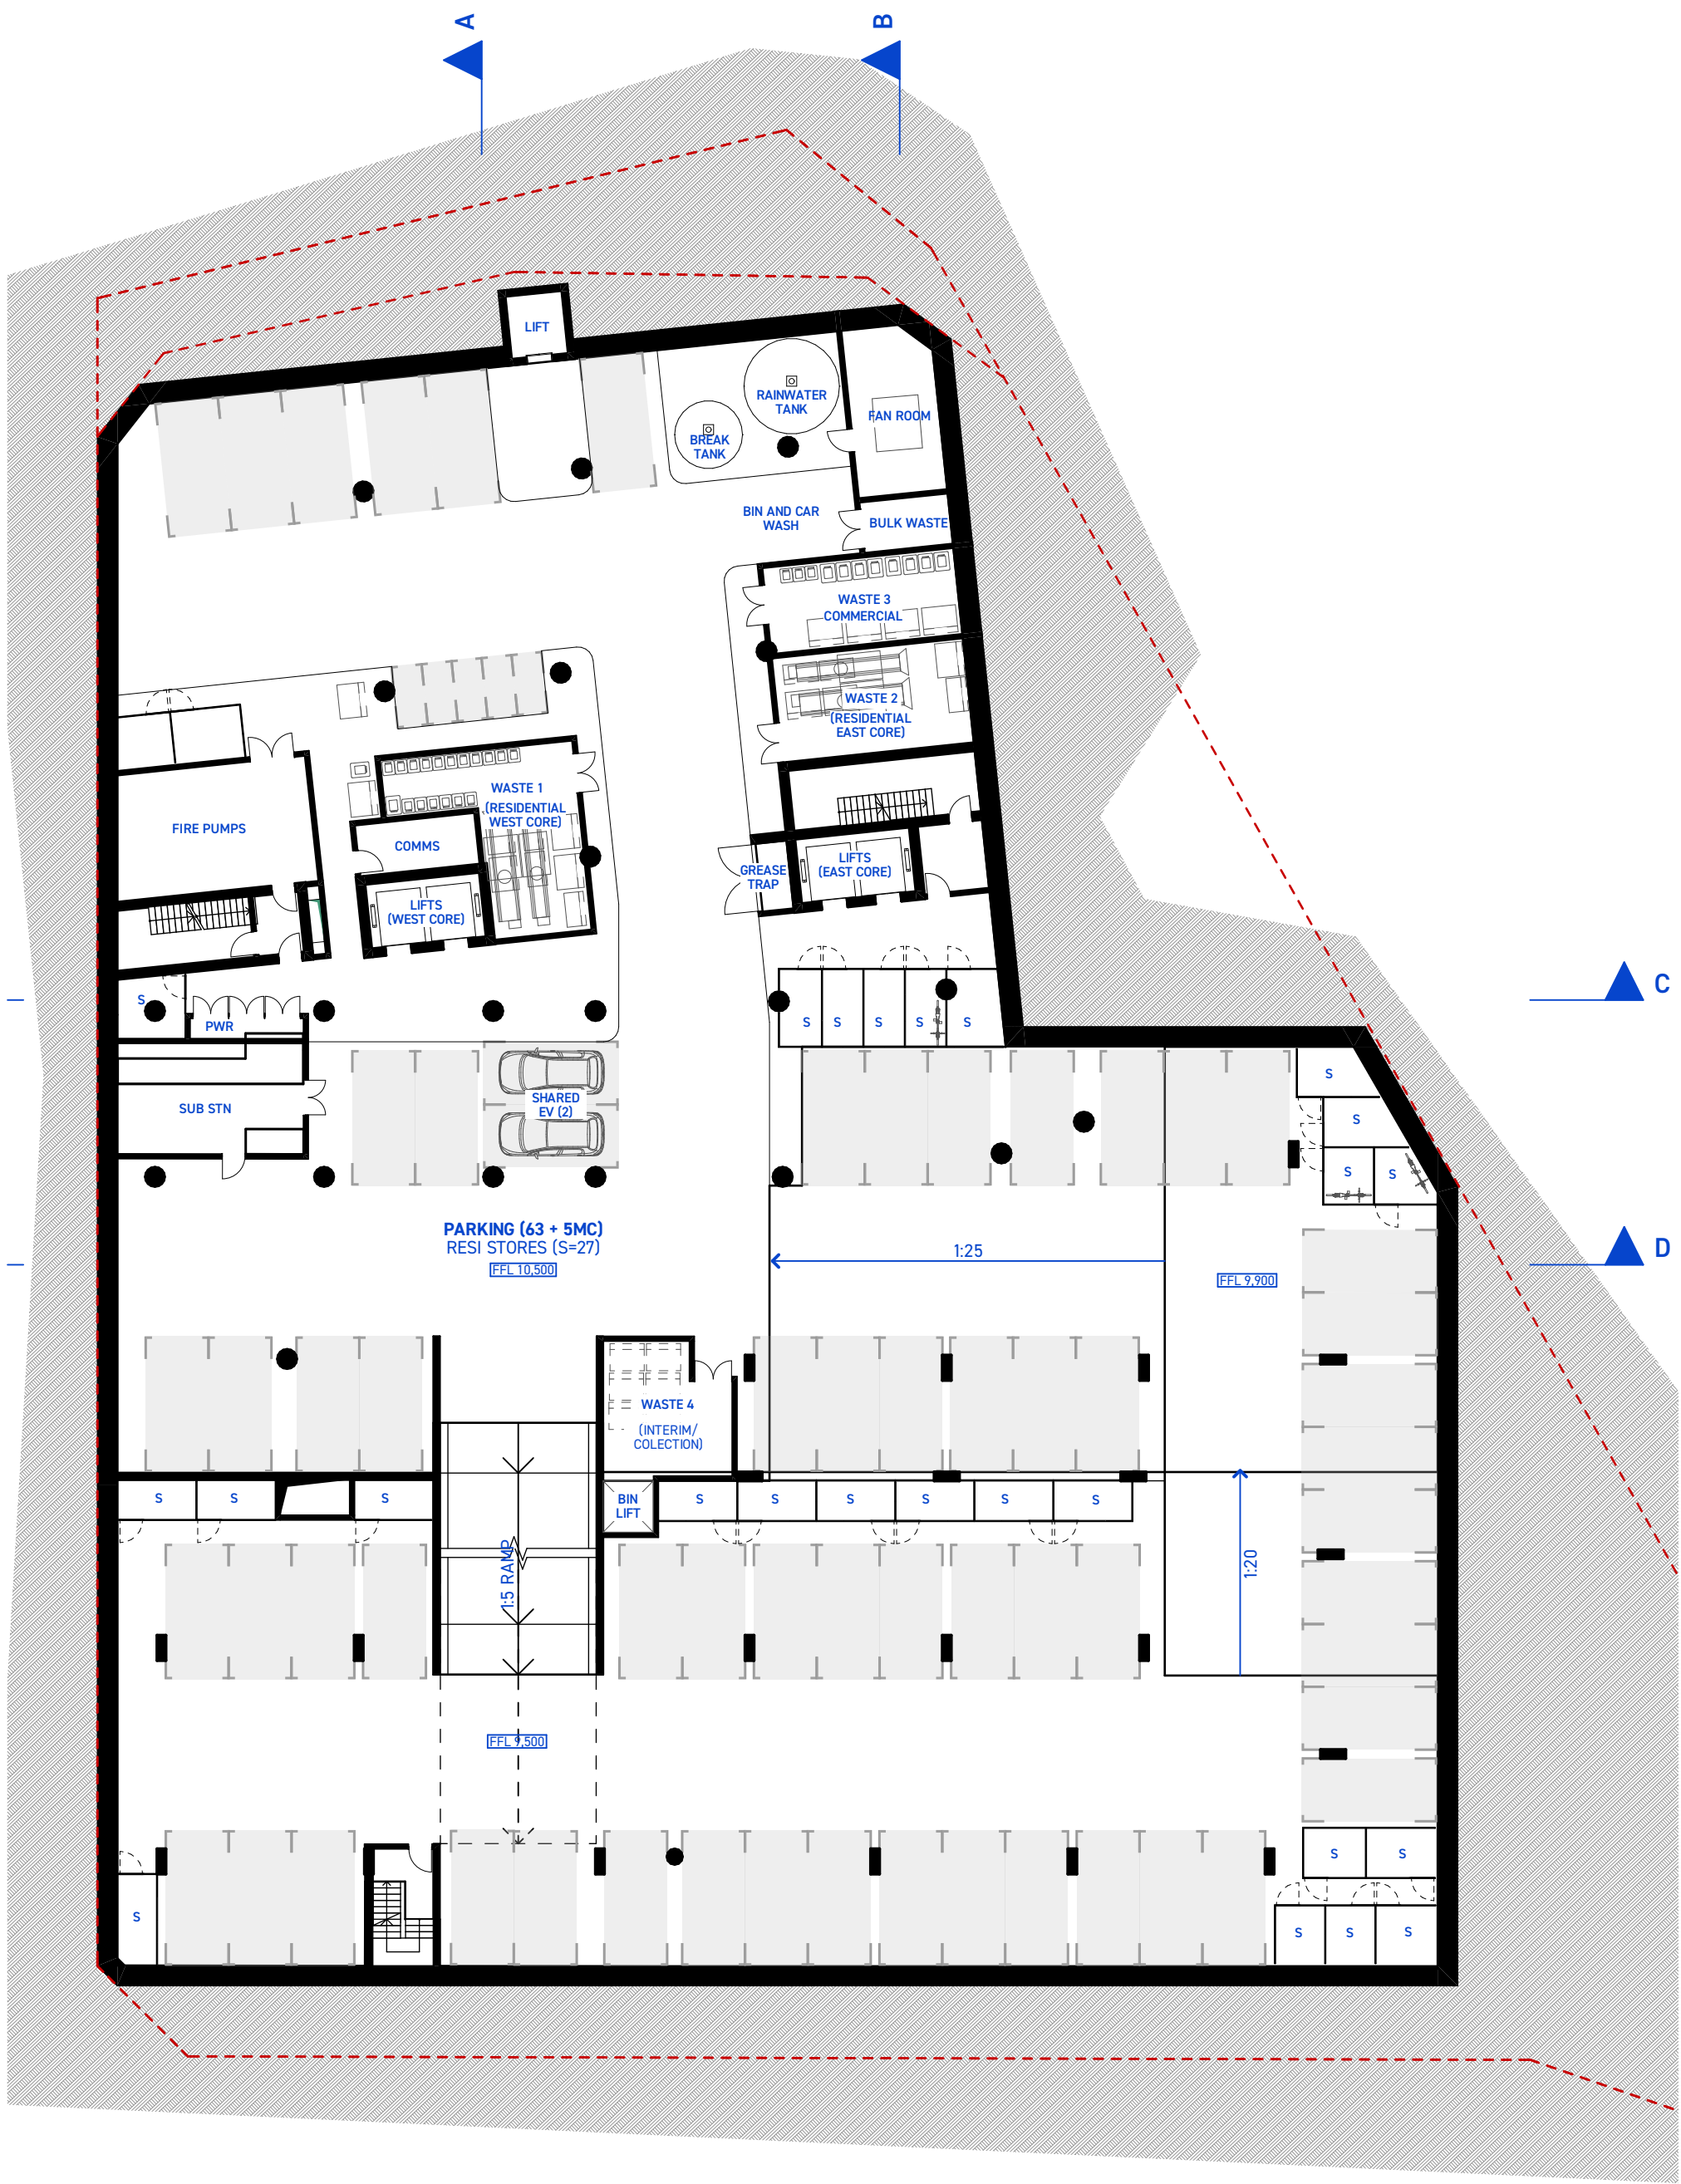 A
B
LIFT
RAINWATER
TANK
FAN ROOM
BREAK
TANK
BIN AND CAR
WASH
BULK WASTE
WASTE 3
COMMERCIAL
WASTE 2
(RESIDENTIAL
EAST CORE)
WASTE 1
(RESIDENTIAL
WEST CORE)
FIRE PUMPS
COMMS
LIFTS
(EAST CORE)
GREASE
TRAP
LIFTS
(WEST CORE)
C
S
PWR
S
S
S
S
S
S
SHARED
EV (2)
SUB STN
S
S
S
PARKING (63 + 5MC)
RESI STORES (S=27)
FFL 10,500
1:25
FFL 9,900
D
WASTE 4
(INTERIM/
COLECTION)
S
S
S
BIN
LIFT
S
S
S
S
S
S
1:5 RAMP
1:20
FFL 9,500
S
S
S
S
S
S